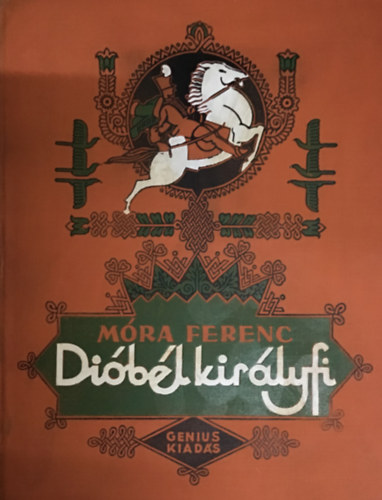 MÓRA FERENC
Dióbél királyfi
GENIUS
KIADÁS